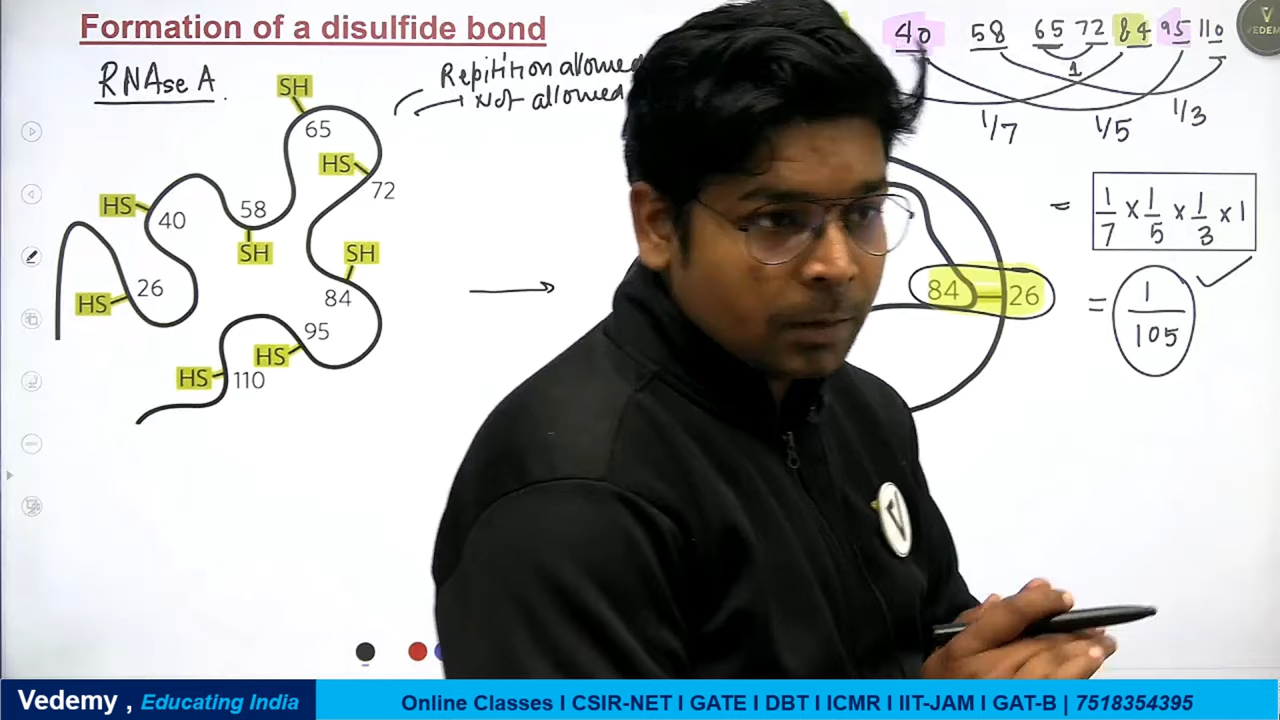 Formation of a disulfide bond
RNAse A.
Repitition allowed
Not allowed
40 58 65 72 84 95 110
1
1/7 1/5 1/3
SH
65
HS
72
HS
40
58
SH
SH
84
HS
26
95
HS
HS
110
84 26
= 1/7 × 1/5 × 1/3 × 1
= 1/105
VEDEM
Vedemy , Educating India
Online Classes I CSIR-NET I GATE I DBT I ICMR I IIT-JAM I GAT-B | 7518354395